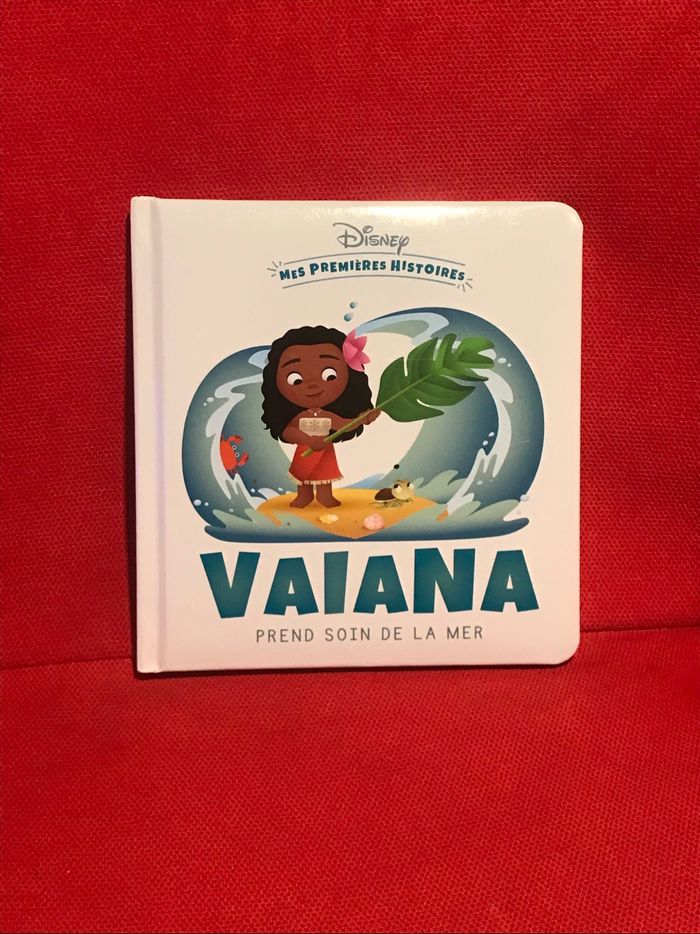 Disney
Mes Premières Histoires
VAIANA
PREND SOIN DE LA MER